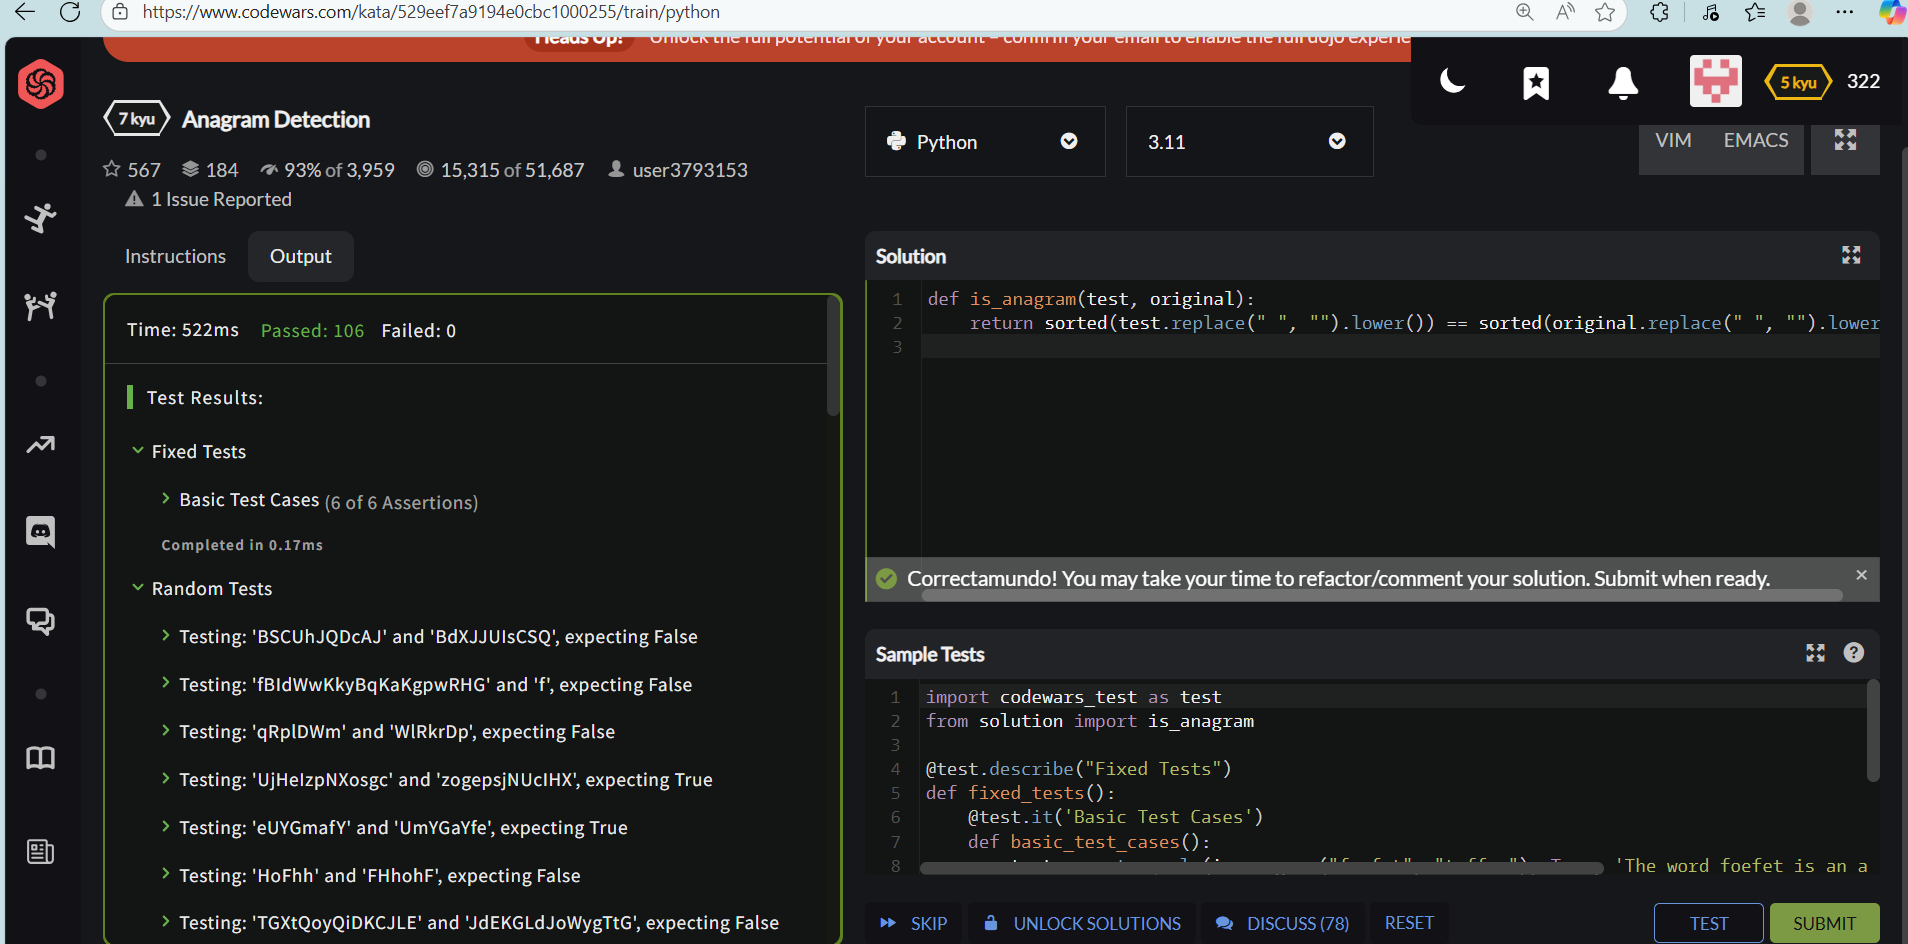 https://www.codewars.com/kata/529eef7a9194e0cbc1000255/train/python
Heads Up! Unlock the full potential of your account – confirm your email to enable the full dojo experie
5 kyu 322
7 kyu Anagram Detection
567 184 93% of 3,959 15,315 of 51,687 user3793153
1 Issue Reported
Python
3.11
VIM EMACS
Instructions Output
Time: 522ms Passed: 106 Failed: 0
Test Results:
Fixed Tests
Basic Test Cases (6 of 6 Assertions)
Completed in 0.17ms
Random Tests
Testing: 'BSCUhJQDcAJ' and 'BdXJJUIsCSQ', expecting False
Testing: 'fBIdWwKkyBqKaKgpwRHG' and 'f', expecting False
Testing: 'qRplDWm' and 'WlRkrDp', expecting False
Testing: 'UjHeIzpNXosgc' and 'zogepsjNUcIHX', expecting True
Testing: 'eUYGmafY' and 'UmYGaYfe', expecting True
Testing: 'HoFhh' and 'FHhohF', expecting False
Testing: 'TGXtQoyQiDKCJLE' and 'JdEKGLdJoWygTtG', expecting False
Solution
1 def is_anagram(test, original):
2 return sorted(test.replace(" ", "").lower()) == sorted(original.replace(" ", "").lower
3
Correctamundo! You may take your time to refactor/comment your solution. Submit when ready.
Sample Tests
1 import codewars_test as test
2 from solution import is_anagram
3
4 @test.describe("Fixed Tests")
5 def fixed_tests():
6 @test.it('Basic Test Cases')
7 def basic_test_cases():
8 'The word foefet is an a
SKIP UNLOCK SOLUTIONS DISCUSS (78) RESET TEST SUBMIT